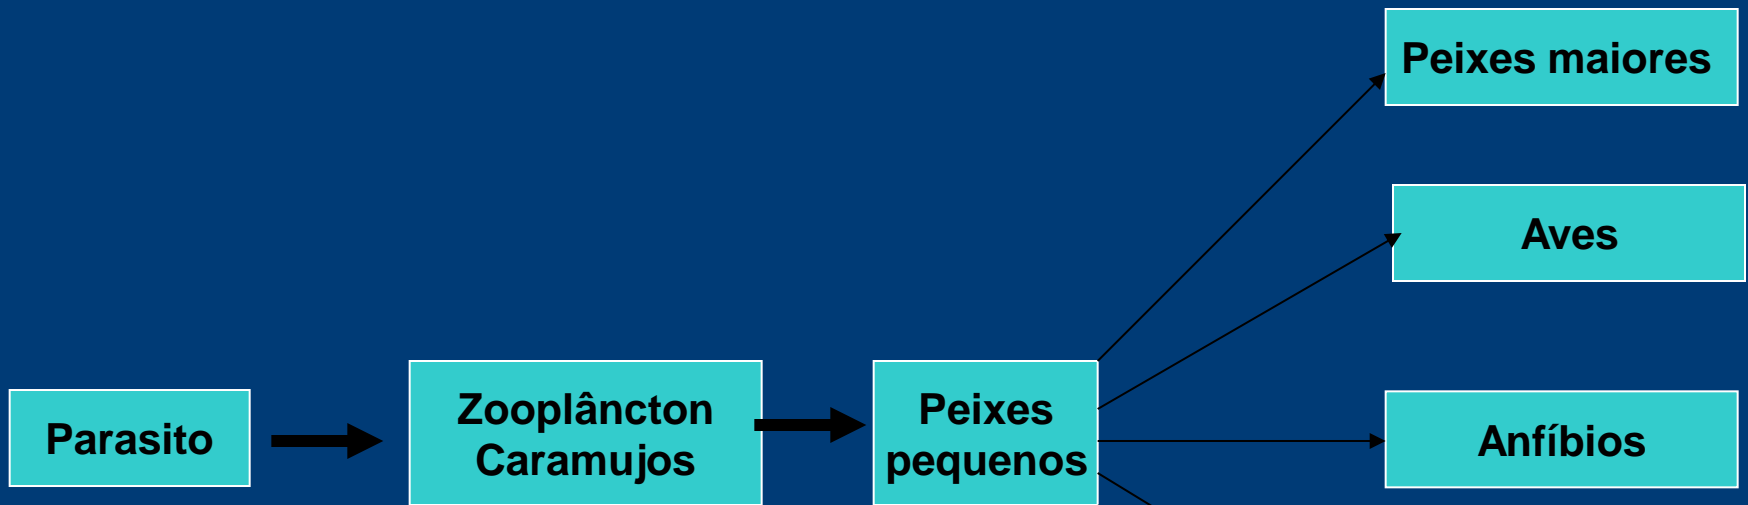 Peixes maiores
Aves
Parasito
Zooplâncton
Caramujos
Peixes
pequenos
Anfíbios